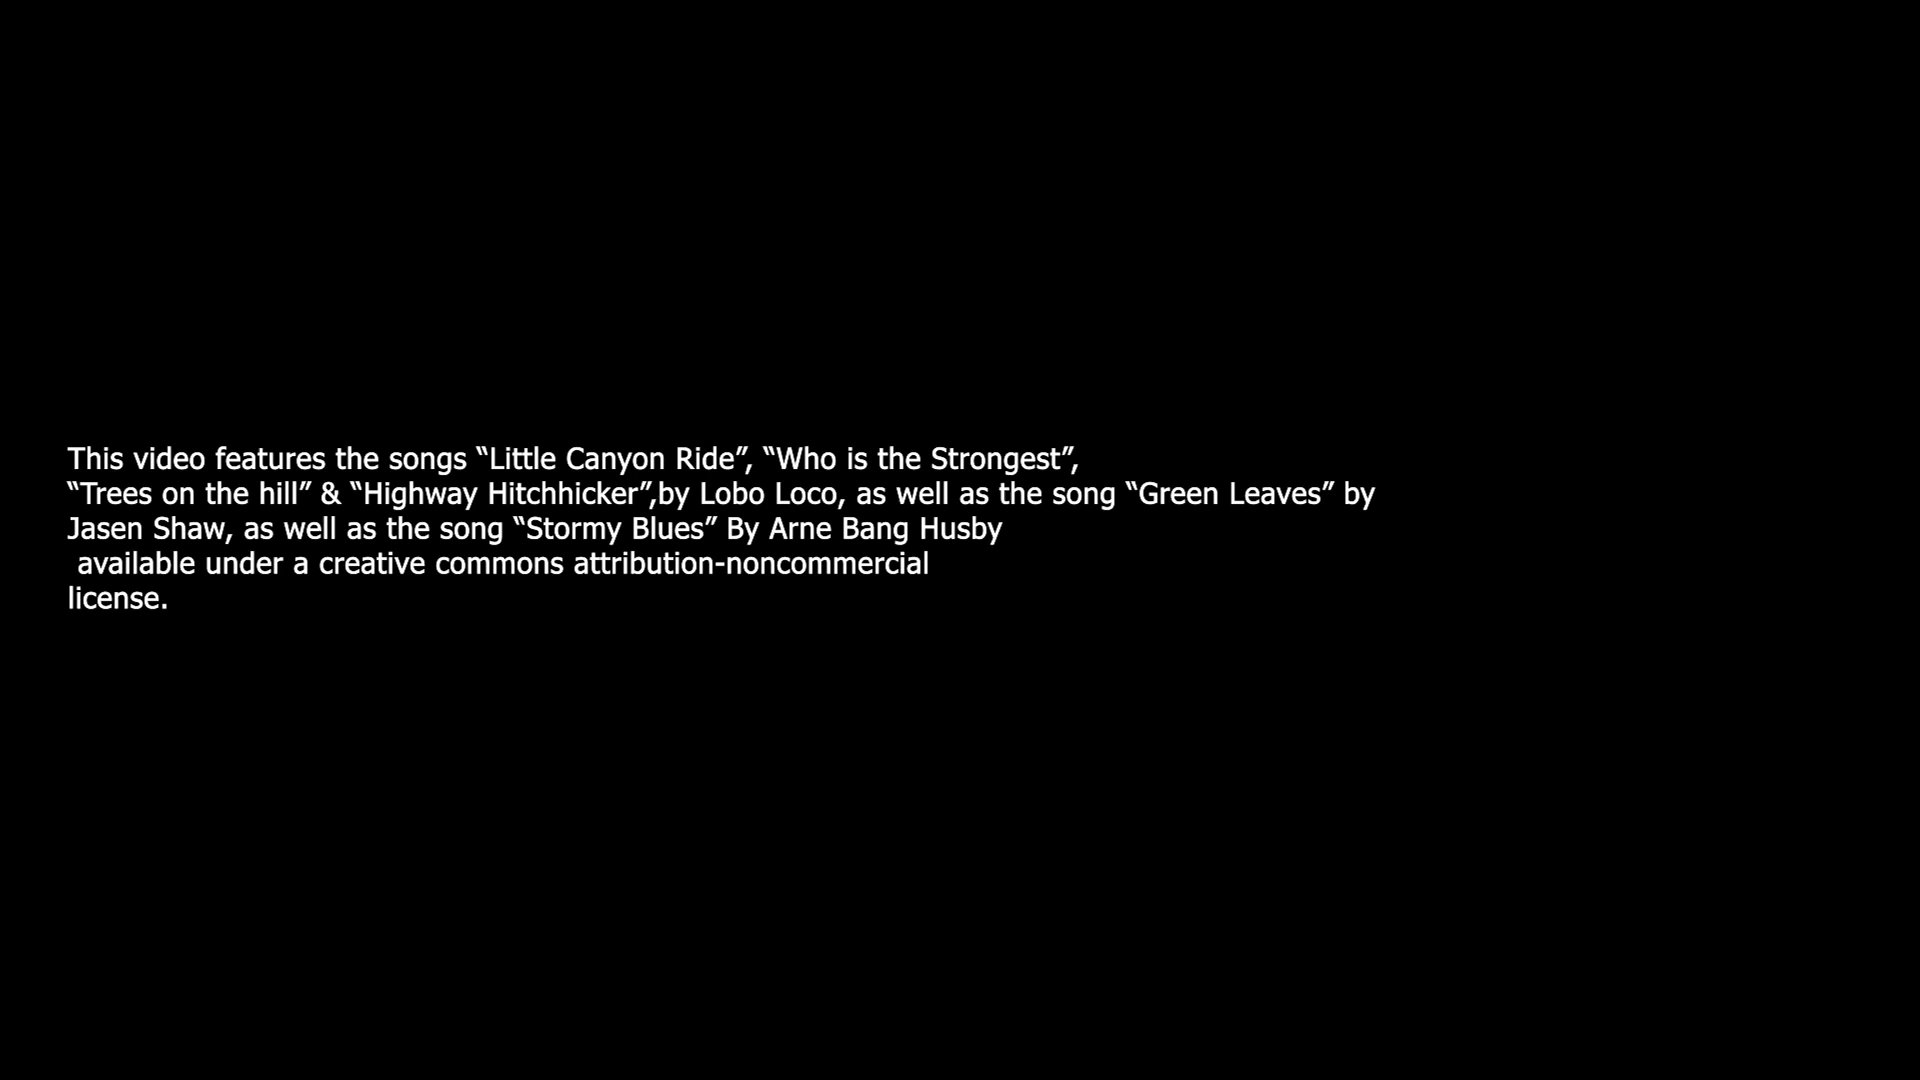 This video features the songs “Little Canyon Ride”, “Who is the Strongest”,
“Trees on the hill” & “Highway Hitchhicker”,by Lobo Loco, as well as the song “Green Leaves” by
Jasen Shaw, as well as the song “Stormy Blues” By Arne Bang Husby
available under a creative commons attribution-noncommercial
license.